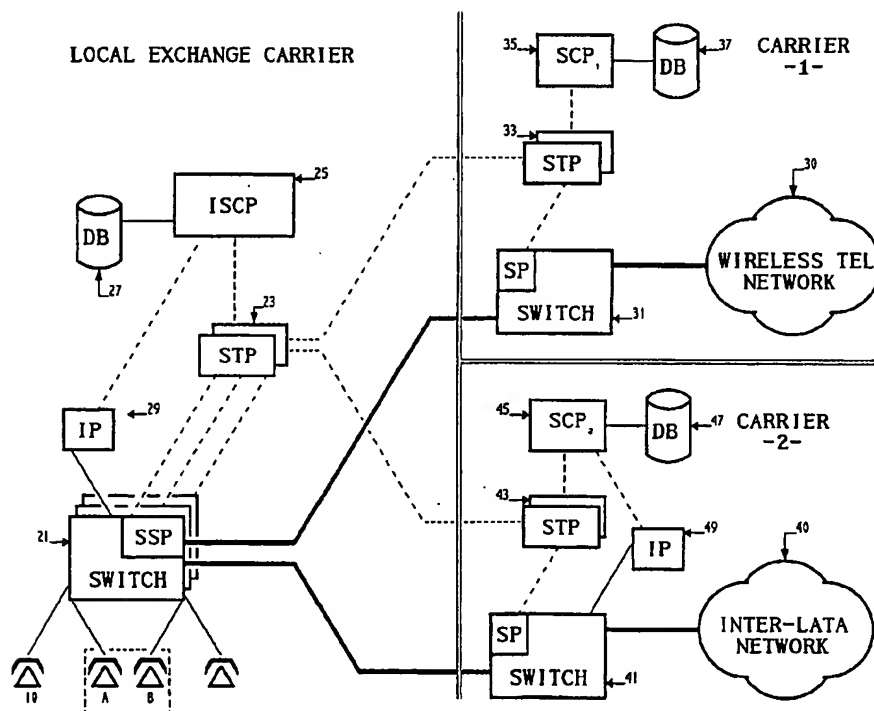 LOCAL EXCHANGE CARRIER
25
ISCP
DB
27
23
STP
29
IP
21
SSP
SWITCH
10
A
B
35
SCP₁
37
DB
CARRIER
-1-
33
STP
30
SP
SWITCH
31
WIRELESS TEL
NETWORK
45
SCP₂
47
DB
CARRIER
-2-
43
STP
49
IP
40
SP
SWITCH
41
INTER-LATA
NETWORK